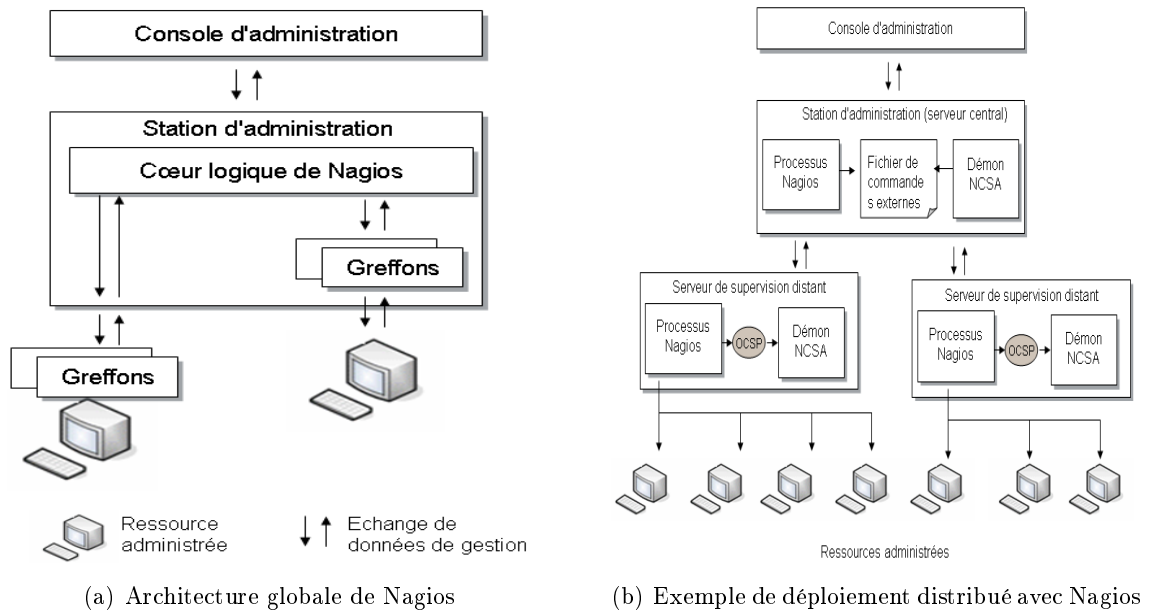 Console d'administration
Station d'administration
Cœur logique de Nagios
Greffons
Greffons
Ressource
administrée
Echange de
données de gestion
(a) Architecture globale de Nagios
Console d'administration
Station d'administration (serveur central)
Processus
Nagios
Fichier de
commande
s externes
Démon
NCSA
Serveur de supervision distant
Processus
Nagios
OCSP
Démon
NCSA
Serveur de supervision distant
Processus
Nagios
OCSP
Démon
NCSA
Ressources administrées
(b) Exemple de déploiement distribué avec Nagios